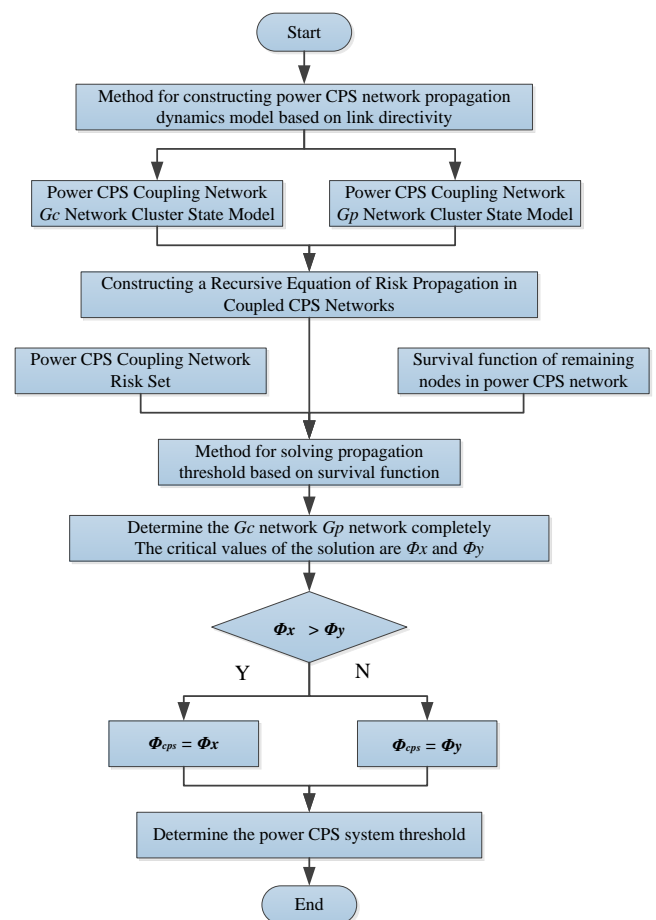 Start
Method for constructing power CPS network propagation
dynamics model based on link directivity
Power CPS Coupling Network
Gc Network Cluster State Model
Power CPS Coupling Network
Gp Network Cluster State Model
Constructing a Recursive Equation of Risk Propagation in
Coupled CPS Networks
Power CPS Coupling Network
Risk Set
Survival function of remaining
nodes in power CPS network
Method for solving propagation
threshold based on survival function
Determine the Gc network Gp network completely
The critical values of the solution are Φx and Φy
Φx > Φy
Y
N
Φcps = Φx
Φcps = Φy
Determine the power CPS system threshold
End